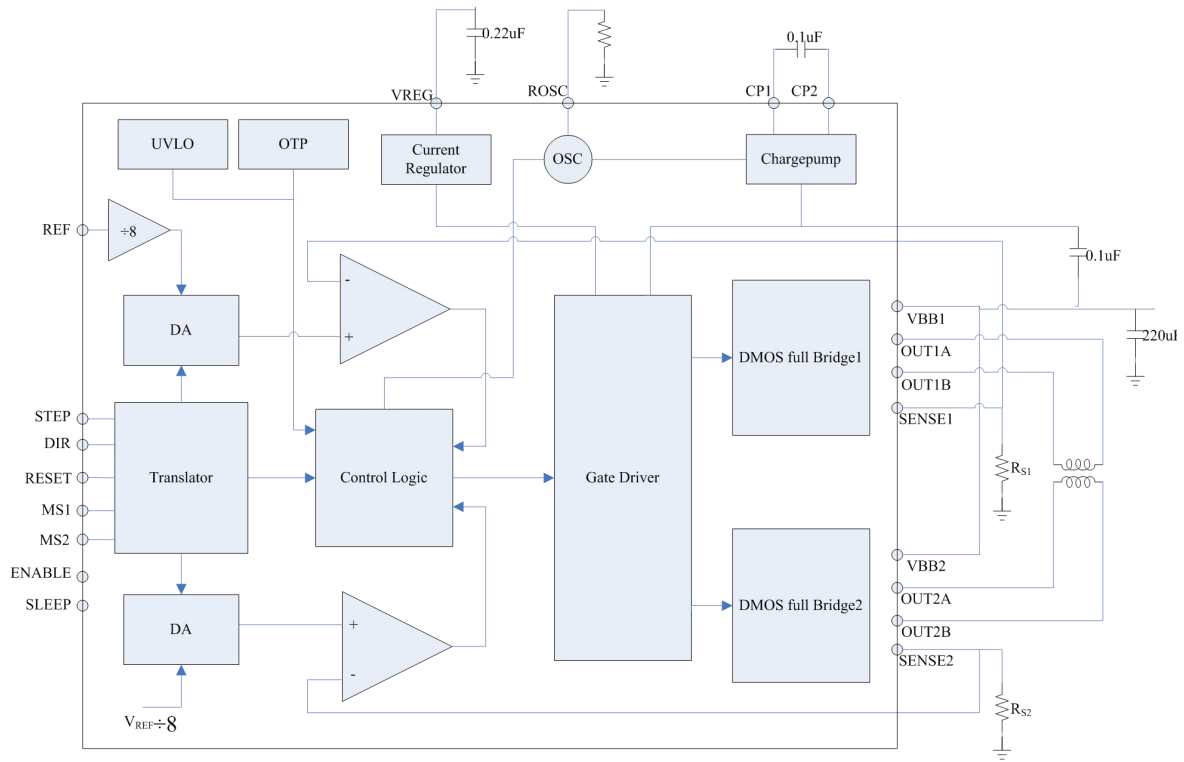 0.22uF
0.1uF
VREG
ROSC
CP1
CP2
UVLO
OTP
Current
Regulator
OSC
Chargepump
REF
÷8
0.1uF
-
+
DA
VBB1
220uF
OUT1A
DMOS full Bridge1
OUT1B
SENSE1
STEP
DIR
RESET
MS1
MS2
ENABLE
SLEEP
Translator
Control Logic
Gate Driver
RS1
VBB2
OUT2A
DMOS full Bridge2
OUT2B
SENSE2
DA
+
-
VREF÷8
RS2